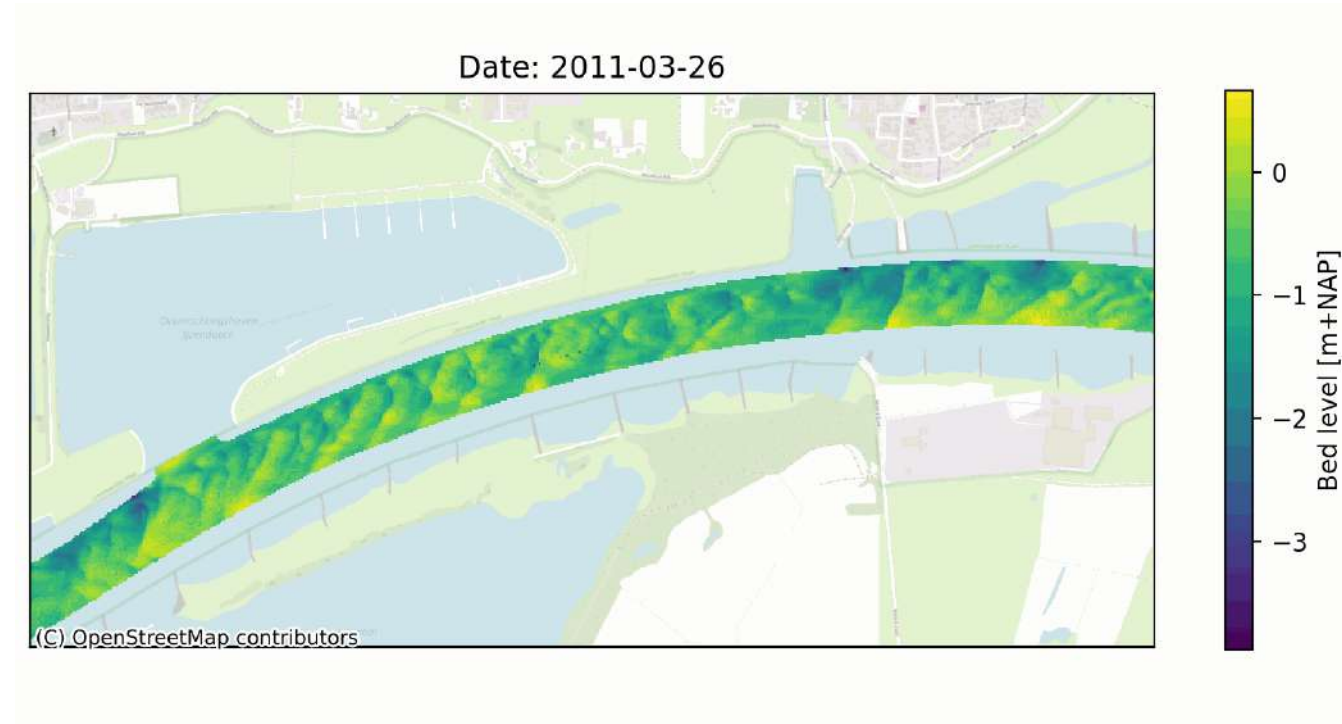 Date: 2011-03-26
0
−1
−2
−3
Bed level [m+NAP]
(C) OpenStreetMap contributors